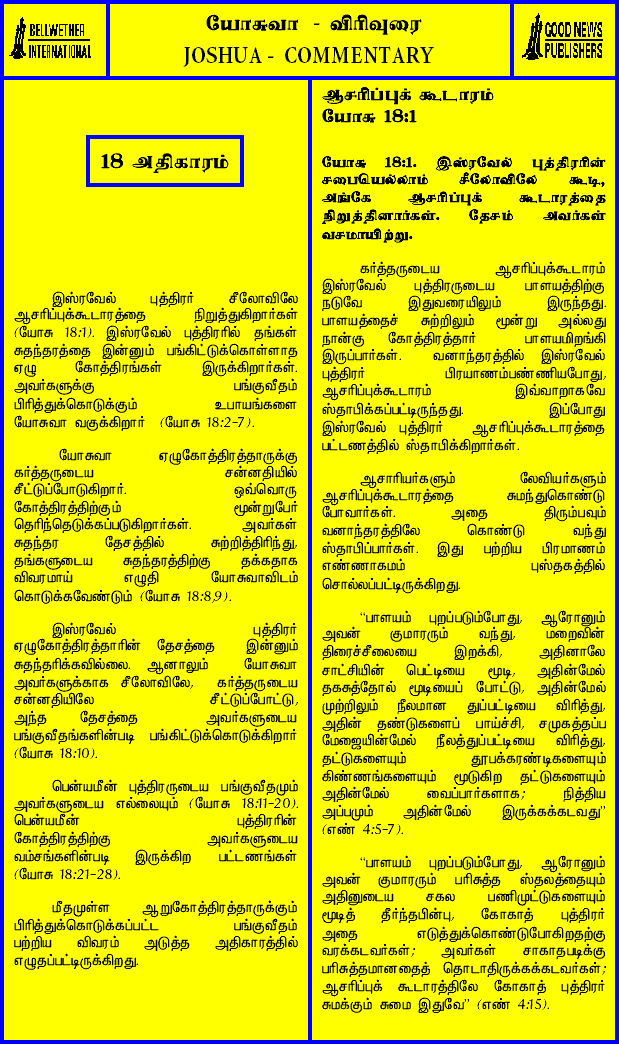 BELLWETHER
INTERNATIONAL
யோசுவா - விரிவுரை
JOSHUA - COMMENTARY
GOOD NEWS
PUBLISHERS
18 அதிகாரம்
இஸ்ரவேல் புத்திரர் சீலோவிலே
ஆசரிப்புக்கூடாரத்தை நிறுத்துகிறார்கள்
(யோசு 18:1). இஸ்ரவேல் புத்திரரில் தங்கள்
சுதந்தரத்தை இன்னும் பங்கிட்டுக்கொள்ளாத
ஏழு கோத்திரங்கள் இருக்கிறார்கள்.
அவர்களுக்கு பங்குவீதம்
பிரித்துக்கொடுக்கும் உபாயங்களை
யோசுவா வகுக்கிறார் (யோசு 18:2-7).
யோசுவா ஏழுகோத்திரத்தாருக்கு
கர்த்தருடைய சன்னதியில்
சீட்டுப்போடுகிறார். ஒவ்வொரு
கோத்திரத்திற்கும் மூன்றுபேர்
தெரிந்தெடுக்கப்படுகிறார்கள். அவர்கள்
சுதந்தர தேசத்தில் சுற்றித்திரிந்து,
தங்களுடைய சுதந்தரத்திற்கு தக்கதாக
விவரமாய் எழுதி யோசுவாவிடம்
கொடுக்கவேண்டும் (யோசு 18:8,9).
இஸ்ரவேல் புத்திரர்
ஏழுகோத்திரத்தாரின் தேசத்தை இன்னும்
சுதந்தரிக்கவில்லை. ஆனாலும் யோசுவா
அவர்களுக்காக சீலோவிலே, கர்த்தருடைய
சன்னதியிலே சீட்டுப்போட்டு,
அந்த தேசத்தை அவர்களுடைய
பங்குவீதங்களின்படி பங்கிட்டுக்கொடுக்கிறார்
(யோசு 18:10).
பென்யமீன் புத்திரருடைய பங்குவீதமும்
அவர்களுடைய எல்லையும் (யோசு 18:11-20).
பென்யமீன் புத்திரரின்
கோத்திரத்திற்கு அவர்களுடைய
வம்சங்களின்படி இருக்கிற பட்டணங்கள்
(யோசு 18:21-28).
மீதமுள்ள ஆறுகோத்திரத்தாருக்கும்
பிரித்துக்கொடுக்கப்பட்ட பங்குவீதம்
பற்றிய விவரம் அடுத்த அதிகாரத்தில்
எழுதப்பட்டிருக்கிறது.
ஆசரிப்புக் கூடாரம்
யோசு 18:1
யோசு 18:1. இஸ்ரவேல் புத்திரரின்
சபையெல்லாம் சீலோவிலே கூடி,
அங்கே ஆசரிப்புக் கூடாரத்தை
நிறுத்தினார்கள். தேசம் அவர்கள்
வசமாயிற்று.
கர்த்தருடைய ஆசரிப்புக்கூடாரம்
இஸ்ரவேல் புத்திரருடைய பாளயத்திற்கு
நடுவே இதுவரையிலும் இருந்தது.
பாளயத்தைச் சுற்றிலும் மூன்று அல்லது
நான்கு கோத்திரத்தார் பாளயமிறங்கி
இருப்பார்கள். வனாந்தரத்தில் இஸ்ரவேல்
புத்திரர் பிரயாணம்பண்ணியபோது,
ஆசரிப்புக்கூடாரம் இவ்வாறாகவே
ஸ்தாபிக்கப்பட்டிருந்தது. இப்போது
இஸ்ரவேல் புத்திரர் ஆசரிப்புக்கூடாரத்தை
பட்டணத்தில் ஸ்தாபிக்கிறார்கள்.
ஆசாரியர்களும் லேவியர்களும்
ஆசரிப்புக்கூடாரத்தை சுமந்துகொண்டு
போவார்கள். அதை திரும்பவும்
வனாந்தரத்திலே கொண்டு வந்து
ஸ்தாபிப்பார்கள். இது பற்றிய பிரமாணம்
எண்ணாகமம் புஸ்தகத்தில்
சொல்லப்பட்டிருக்கிறது.
"பாளயம் புறப்படும்போது, ஆரோனும்
அவன் குமாரரும் வந்து, மறைவின்
திரைச்சீலையை இறக்கி, அதினாலே
சாட்சியின் பெட்டியை மூடி, அதின்மேல்
தகசுத்தோல் மூடியைப் போட்டு, அதின்மேல்
முற்றிலும் நீலமான துப்பட்டியை விரித்து,
அதின் தண்டுகளைப் பாய்ச்சி, சமுகத்தப்ப
மேஜையின்மேல் நீலத்துப்பட்டியை விரித்து,
தட்டுகளையும் தூபக்கரண்டிகளையும்
கிண்ணங்களையும் மூடுகிற தட்டுகளையும்
அதின்மேல் வைப்பார்களாக; நித்திய
அப்பமும் அதின்மேல் இருக்கக்கடவது"
(எண் 4:5-7).
"பாளயம் புறப்படும்போது, ஆரோனும்
அவன் குமாரரும் பரிசுத்த ஸ்தலத்தையும்
அதினுடைய சகல பணிமுட்டுகளையும்
மூடித் தீர்ந்தபின்பு, கோகாத் புத்திரர்
அதை எடுத்துக்கொண்டுபோகிறதற்கு
வரக்கடவர்கள்; அவர்கள் சாகாதபடிக்கு
பரிசுத்தமானதைத் தொடாதிருக்கக்கடவர்கள்;
ஆசரிப்புக் கூடாரத்திலே கோகாத் புத்திரர்
சுமக்கும் சுமை இதுவே" (எண் 4:15).